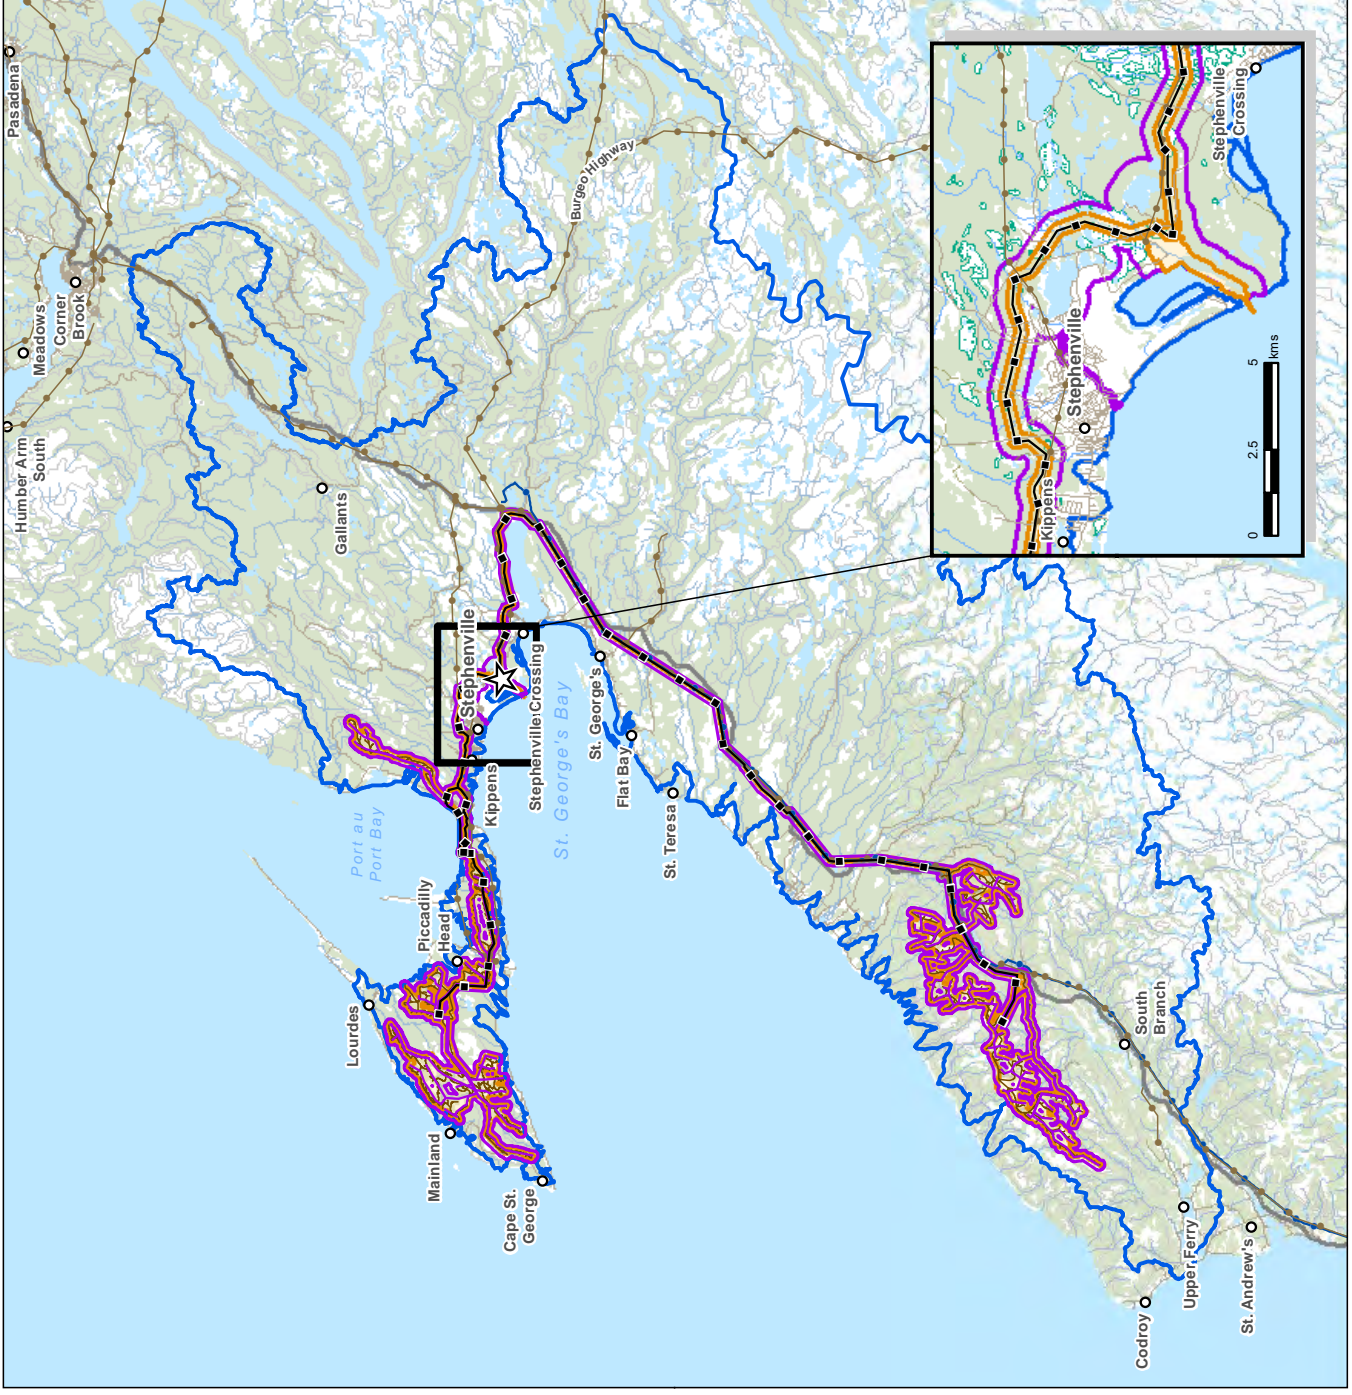 Pasadena
Meadows
Corner
Brook
Humber Arm
South
Gallants
Burgeo Highway
Stephenville
Stephenville Crossing
Kippens
St. George's Bay
St. George's
Flat Bay
St. Teresa
Port au
Port Bay
Piccadilly
Head
Lourdes
Mainland
Cape St.
George
South
Branch
Upper Ferry
St. Andrew's
Codroy
Stephenville
Crossing
Stephenville
Kippens
0
2.5
5
kms